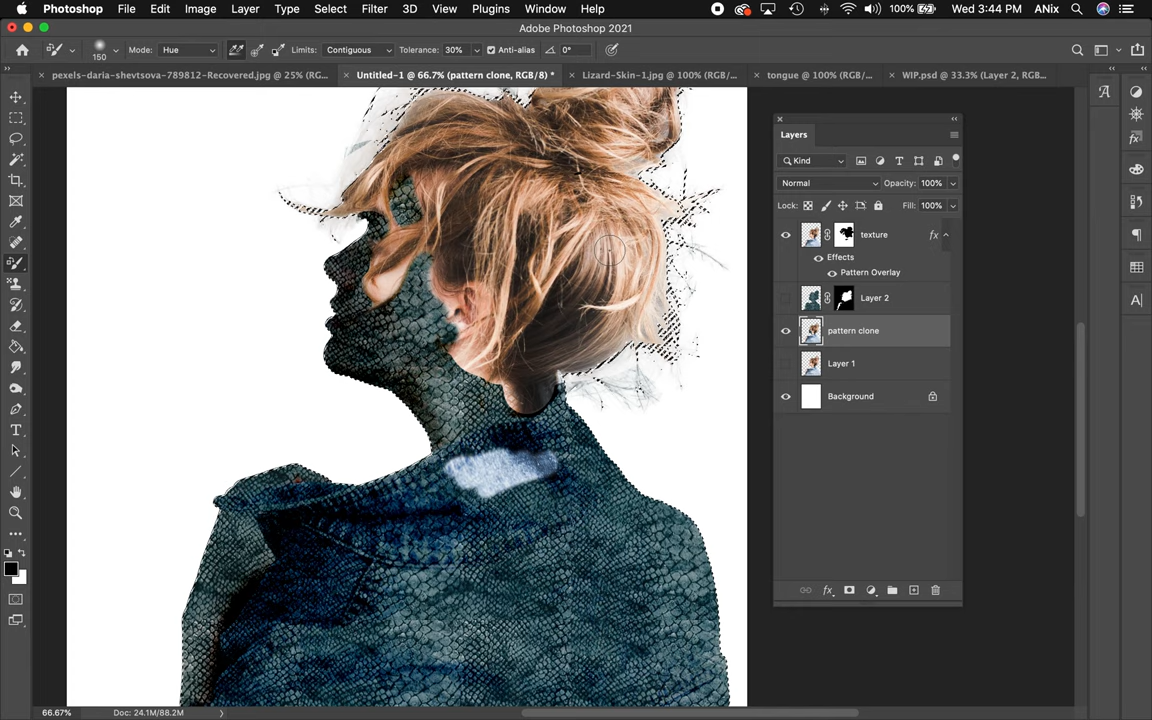 Photoshop File Edit Image Layer Type Select Filter 3D View Plugins Window Help 100% Wed 3:44 PM ANix
Adobe Photoshop 2021
150 Mode: Hue Limits: Contiguous Tolerance: 30% Anti-alias 0°
pexels-daria-shevtsova-789812-Recovered.jpg @ 25% (RG... Untitled-1 @ 66.7% (pattern clone, RGB/8) * Lizard-Skin-1.jpg @ 100% (RGB/... tongue @ 100% (RGB/... WIP.psd @ 33.3% (Layer 2, RGB...
Layers
Kind
Normal Opacity: 100%
Lock: Fill: 100%
texture fx
Effects
Pattern Overlay
Layer 2
pattern clone
Layer 1
Background
fx
66.67% Doc: 24.1M/88.2M